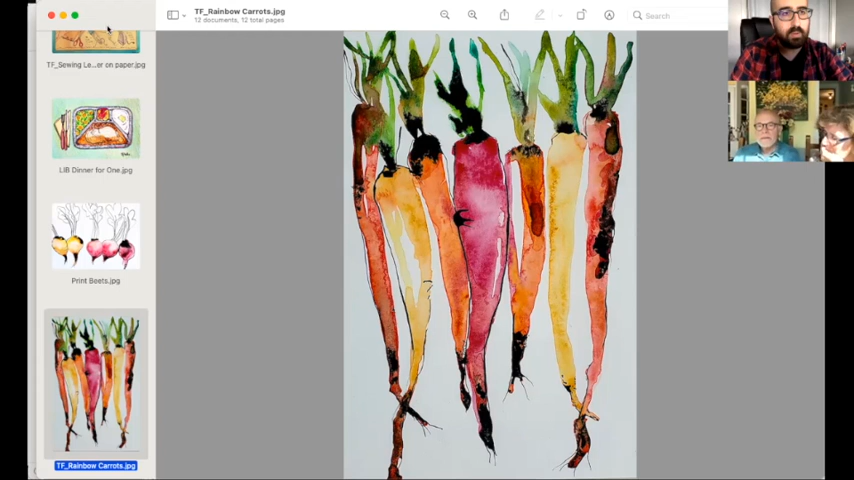 TF_Rainbow Carrots.jpg
12 documents, 12 total pages
Search
TF_Sewing Le...er on paper.jpg
LIB Dinner for One.jpg
Print Beets.jpg
TF_Rainbow Carrots.jpg